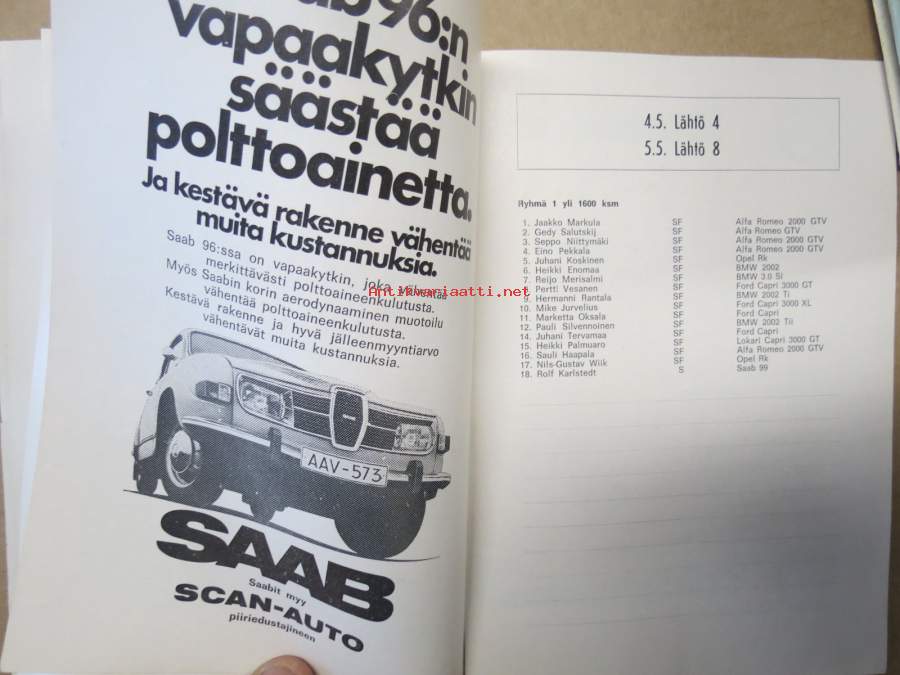 ab 96:n
vapaakytkin
säästää
polttoainetta.
Ja kestävä rakenne vähentää
muita kustannuksia.
Saab 96:ssa on vapaakytkin, joka vähentää
merkittävästi polttoaineenkulutusta.
Myös Saabin korin aerodynaaminen muotoilu
vähentää polttoaineenkulutusta.
Kestävä rakenne ja hyvä jälleenmyyntiarvo
vähentävät muita kustannuksia.
AAV-573
SAAB
Saabit myy
SCAN-AUTO
piiriedustajineen
4.5. Lähtö 4
5.5. Lähtö 8
Ryhmä 1 yli 1600 ksm
1. Jaakko Markula SF Alfa Romeo 2000 GTV
2. Gedy Salutskij SF Alfa Romeo GTV
3. Seppo Niittymäki SF Alfa Romeo 2000 GTV
4. Eino Pekkala SF Alfa Romeo 2000 GTV
5. Juhani Koskinen SF Opel Rk
6. Heikki Enomaa SF BMW 2002
7. Reijo Merisalmi SF BMW 3.0 Si
8. Pertti Vesanen SF Ford Capri 3000 GT
9. Hermanni Rantala SF BMW 2002 Ti
10. Mike Jurvelius SF Ford Capri 3000 XL
11. Marketta Oksala SF Ford Capri
12. Pauli Silvennoinen SF BMW 2002 Tii
14. Juhani Tervamaa SF Ford Capri
15. Heikki Palmuaro SF Lokari Capri 3000 GT
16. Sauli Haapala SF Alfa Romeo 2000 GTV
17. Nils-Gustav Wiik SF Opel Rk
18. Rolf Karlstedt S Saab 99
Antikvariaatti.net